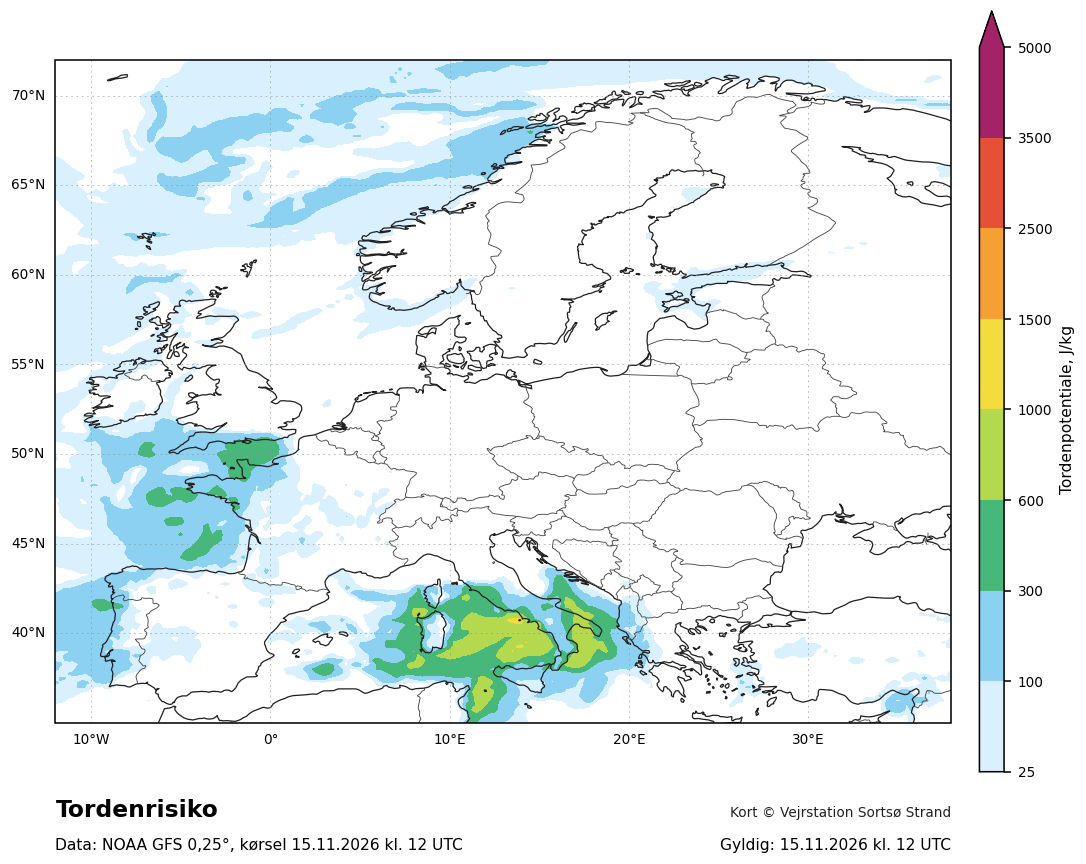 70°N
65°N
60°N
55°N
50°N
45°N
40°N
10°W
0°
10°E
20°E
30°E
5000
3500
2500
1500
1000
600
300
100
25
Tordenpotentiale, J/kg
Tordenrisiko
Kort © Vejrstation Sortsø Strand
Data: NOAA GFS 0,25°, kørsel 15.11.2026 kl. 12 UTC
Gyldig: 15.11.2026 kl. 12 UTC